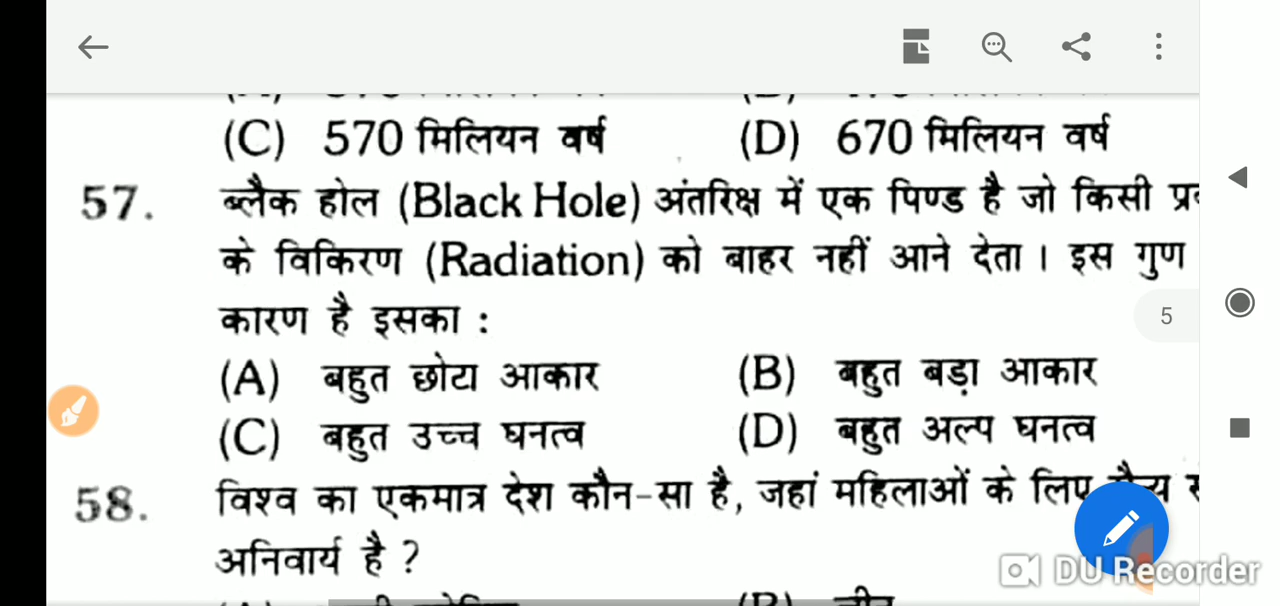 (C) 570 मिलियन वर्ष (D) 670 मिलियन वर्ष
57. ब्लैक होल (Black Hole) अंतरिक्ष में एक पिण्ड है जो किसी
के विकिरण (Radiation) को बाहर नहीं आने देता । इस गुण
5
कारण है इसका :
(A) बहुत छोटा आकार (B) बहुत बड़ा आकार
(C) बहुत उच्च घनत्व (D) बहुत अल्प घनत्व
58. विश्व का एकमात्र देश कौन-सा है, जहां महिलाओं के लिए
अनिवार्य है ?
DU Recorder